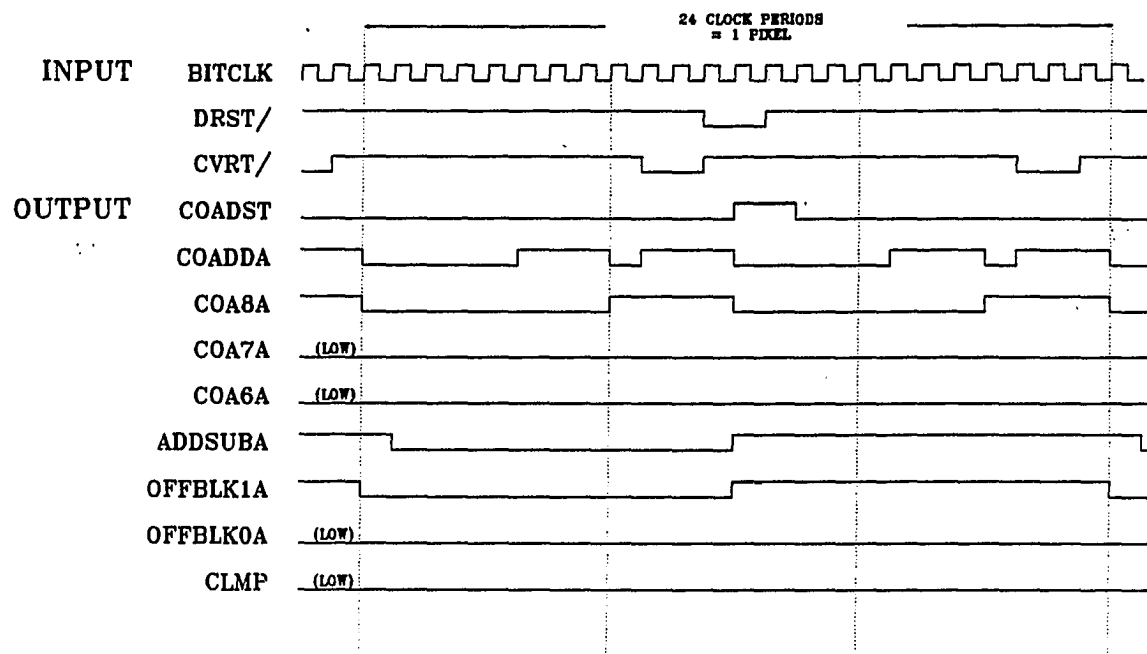 24 CLOCK PERIODS
= 1 PIXEL
INPUT BITCLK
DRST/
CVRT/
OUTPUT COADST
COADDA
COA8A
COA7A (LOW)
COA6A (LOW)
ADDSUBA
OFFBLK1A
OFFBLK0A (LOW)
CLMP (LOW)